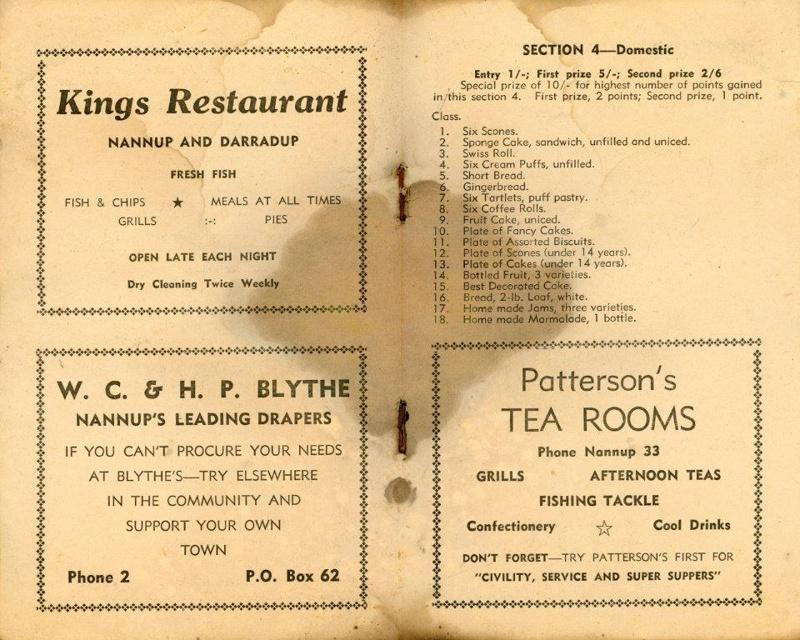 Kings Restaurant
NANNUP AND DARRADUP
FRESH FISH
FISH & CHIPS ★ MEALS AT ALL TIMES
GRILLS :-: PIES
OPEN LATE EACH NIGHT
Dry Cleaning Twice Weekly
W. C. & H. P. BLYTHE
NANNUP'S LEADING DRAPERS
IF YOU CAN'T PROCURE YOUR NEEDS
AT BLYTHE'S—TRY ELSEWHERE
IN THE COMMUNITY AND
SUPPORT YOUR OWN
TOWN
Phone 2 P.O. Box 62
SECTION 4—Domestic
Entry 1/-; First prize 5/-; Second prize 2/6
Special prize of 10/- for highest number of points gained
in this section 4. First prize, 2 points; Second prize, 1 point.
Class.
1. Six Scones.
2. Sponge Cake, sandwich, unfilled and uniced.
3. Swiss Roll.
4. Six Cream Puffs, unfilled.
5. Short Bread.
6. Gingerbread.
7. Six Tartlets, puff pastry.
8. Six Coffee Rolls.
9. Fruit Cake, uniced.
10. Plate of Fancy Cakes.
11. Plate of Assorted Biscuits.
12. Plate of Scones (under 14 years).
13. Plate of Cakes (under 14 years).
14. Bottled Fruit, 3 varieties.
15. Best Decorated Cake.
16. Bread, 2-lb. Loaf, white.
17. Home made Jams, three varieties.
18. Home made Marmalade, 1 bottle.
Patterson's
TEA ROOMS
Phone Nannup 33
GRILLS AFTERNOON TEAS
FISHING TACKLE
Confectionery ☆ Cool Drinks
DON'T FORGET—TRY PATTERSON'S FIRST FOR
"CIVILITY, SERVICE AND SUPER SUPPERS"